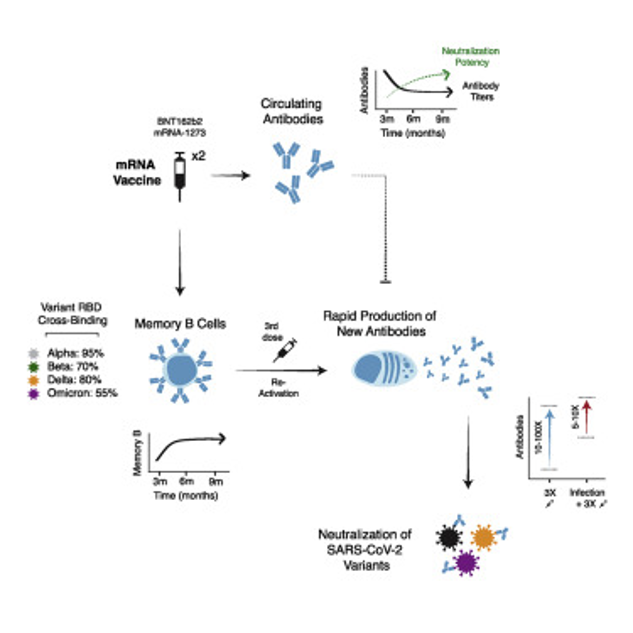 Neutralization
Potency
Antibodies
Antibody
Titers
3m 6m 9m
Time (months)
Circulating
Antibodies
BNT162b2
mRNA-1273
x2
mRNA
Vaccine
Variant RBD
Cross-Binding
Alpha: 95%
Beta: 70%
Delta: 80%
Omicron: 55%
Memory B Cells
3rd
dose
Re-
Activation
Rapid Production of
New Antibodies
Memory B
3m 6m 9m
Time (months)
Antibodies
10-100X
5-10X
3X
Infection
+ 3X
Neutralization of
SARS-CoV-2
Variants